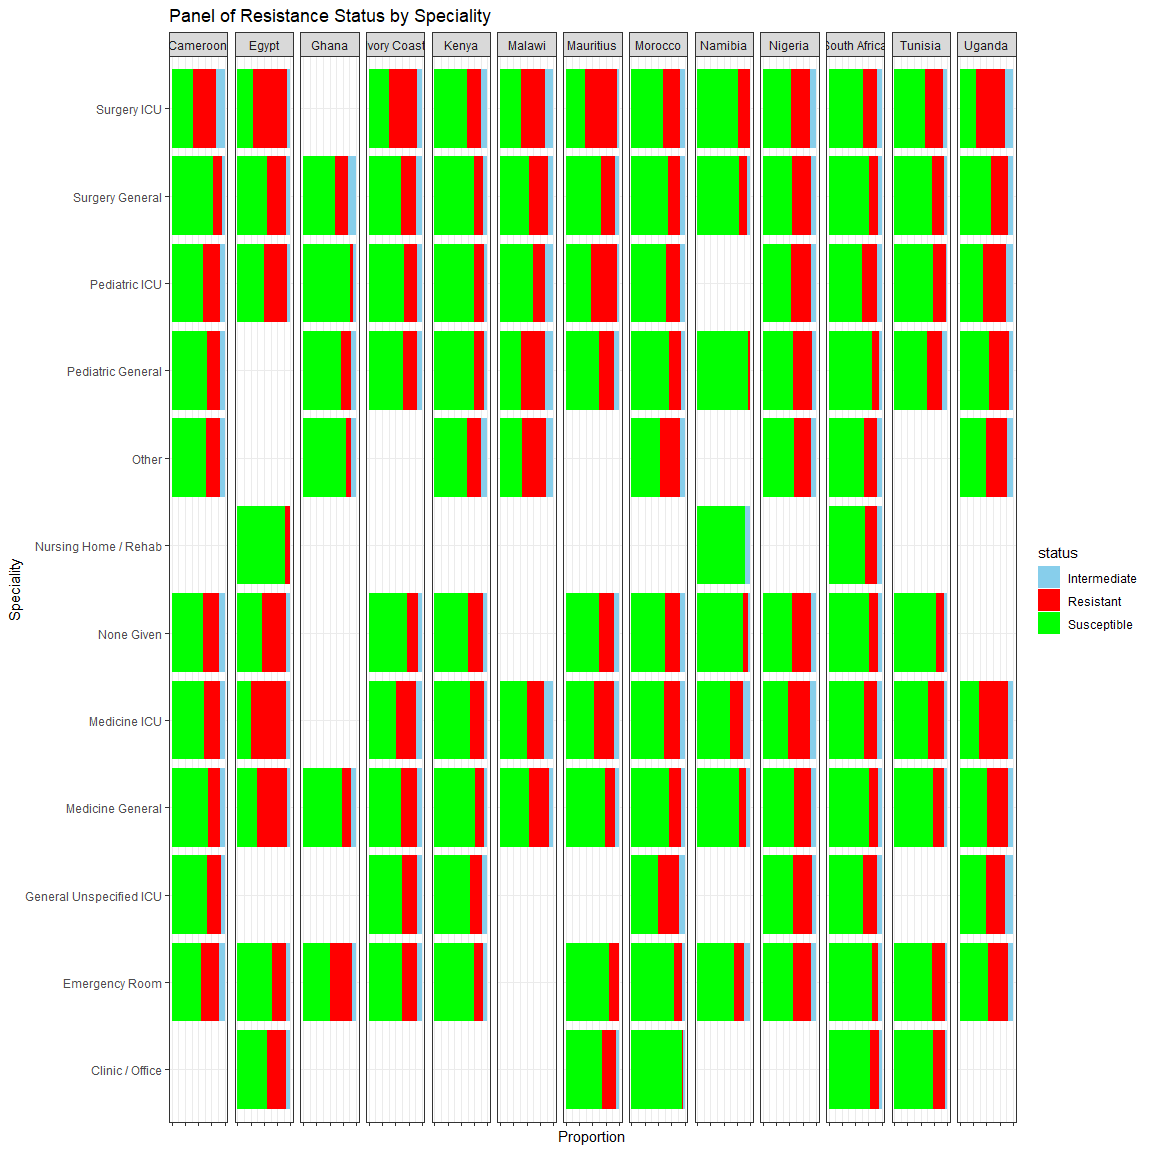 Panel of Resistance Status by Speciality
Cameroon Egypt Ghana vory Coast Kenya Malawi Mauritius Morocco Namibia Nigeria South Africa Tunisia Uganda
Surgery ICU
Surgery General
Pediatric ICU
Pediatric General
Other
Nursing Home / Rehab
None Given
Medicine ICU
Medicine General
General Unspecified ICU
Emergency Room
Clinic / Office
Speciality
Proportion
status
Intermediate
Resistant
Susceptible